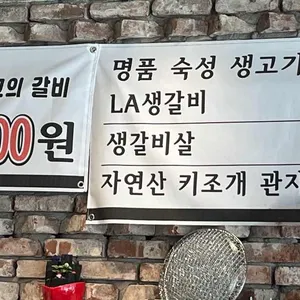 갈비
00원
명품 숙성 생고기
LA생갈비
생갈비살
자연산 키조개 관자